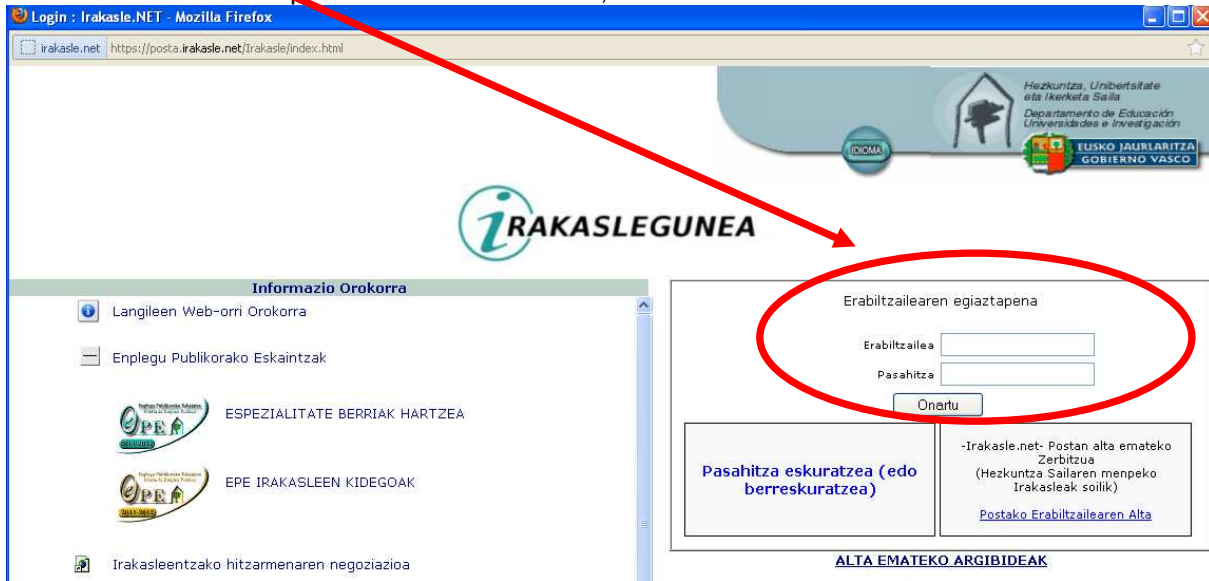 Login : Irakasle.NET - Mozilla Firefox
irakasle.net https://posta.irakasle.net/Irakasle/index.html
Hezkuntza, Unibertsitate
eta Ikerketa Saila
Departamento de Educación
Universidades e Investigación
IDIOMA
EUSKO JAURLARITZA
GOBIERNO VASCO
iRAKASLEGUNEA
Informazio Orokorra
Langileen Web-orri Orokorra
Enplegu Publikorako Eskaintzak
OPE
2011-2012
ESPEZIALITATE BERRIAK HARTZEA
OPE
2011-2012
EPE IRAKASLEEN KIDEGOAK
Irakasleentzako hitzarmenaren negoziazioa
Erabiltzailearen egiaztapena
Erabiltzailea
Pasahitza
Onartu
Pasahitza eskuratzea (edo
berreskuratzea)
-Irakasle.net- Postan alta emateko
Zerbitzua
(Hezkuntza Sailaren menpeko
Irakasleak soilik)
Postako Erabiltzailearen Alta
ALTA EMATEKO ARGIBIDEAK